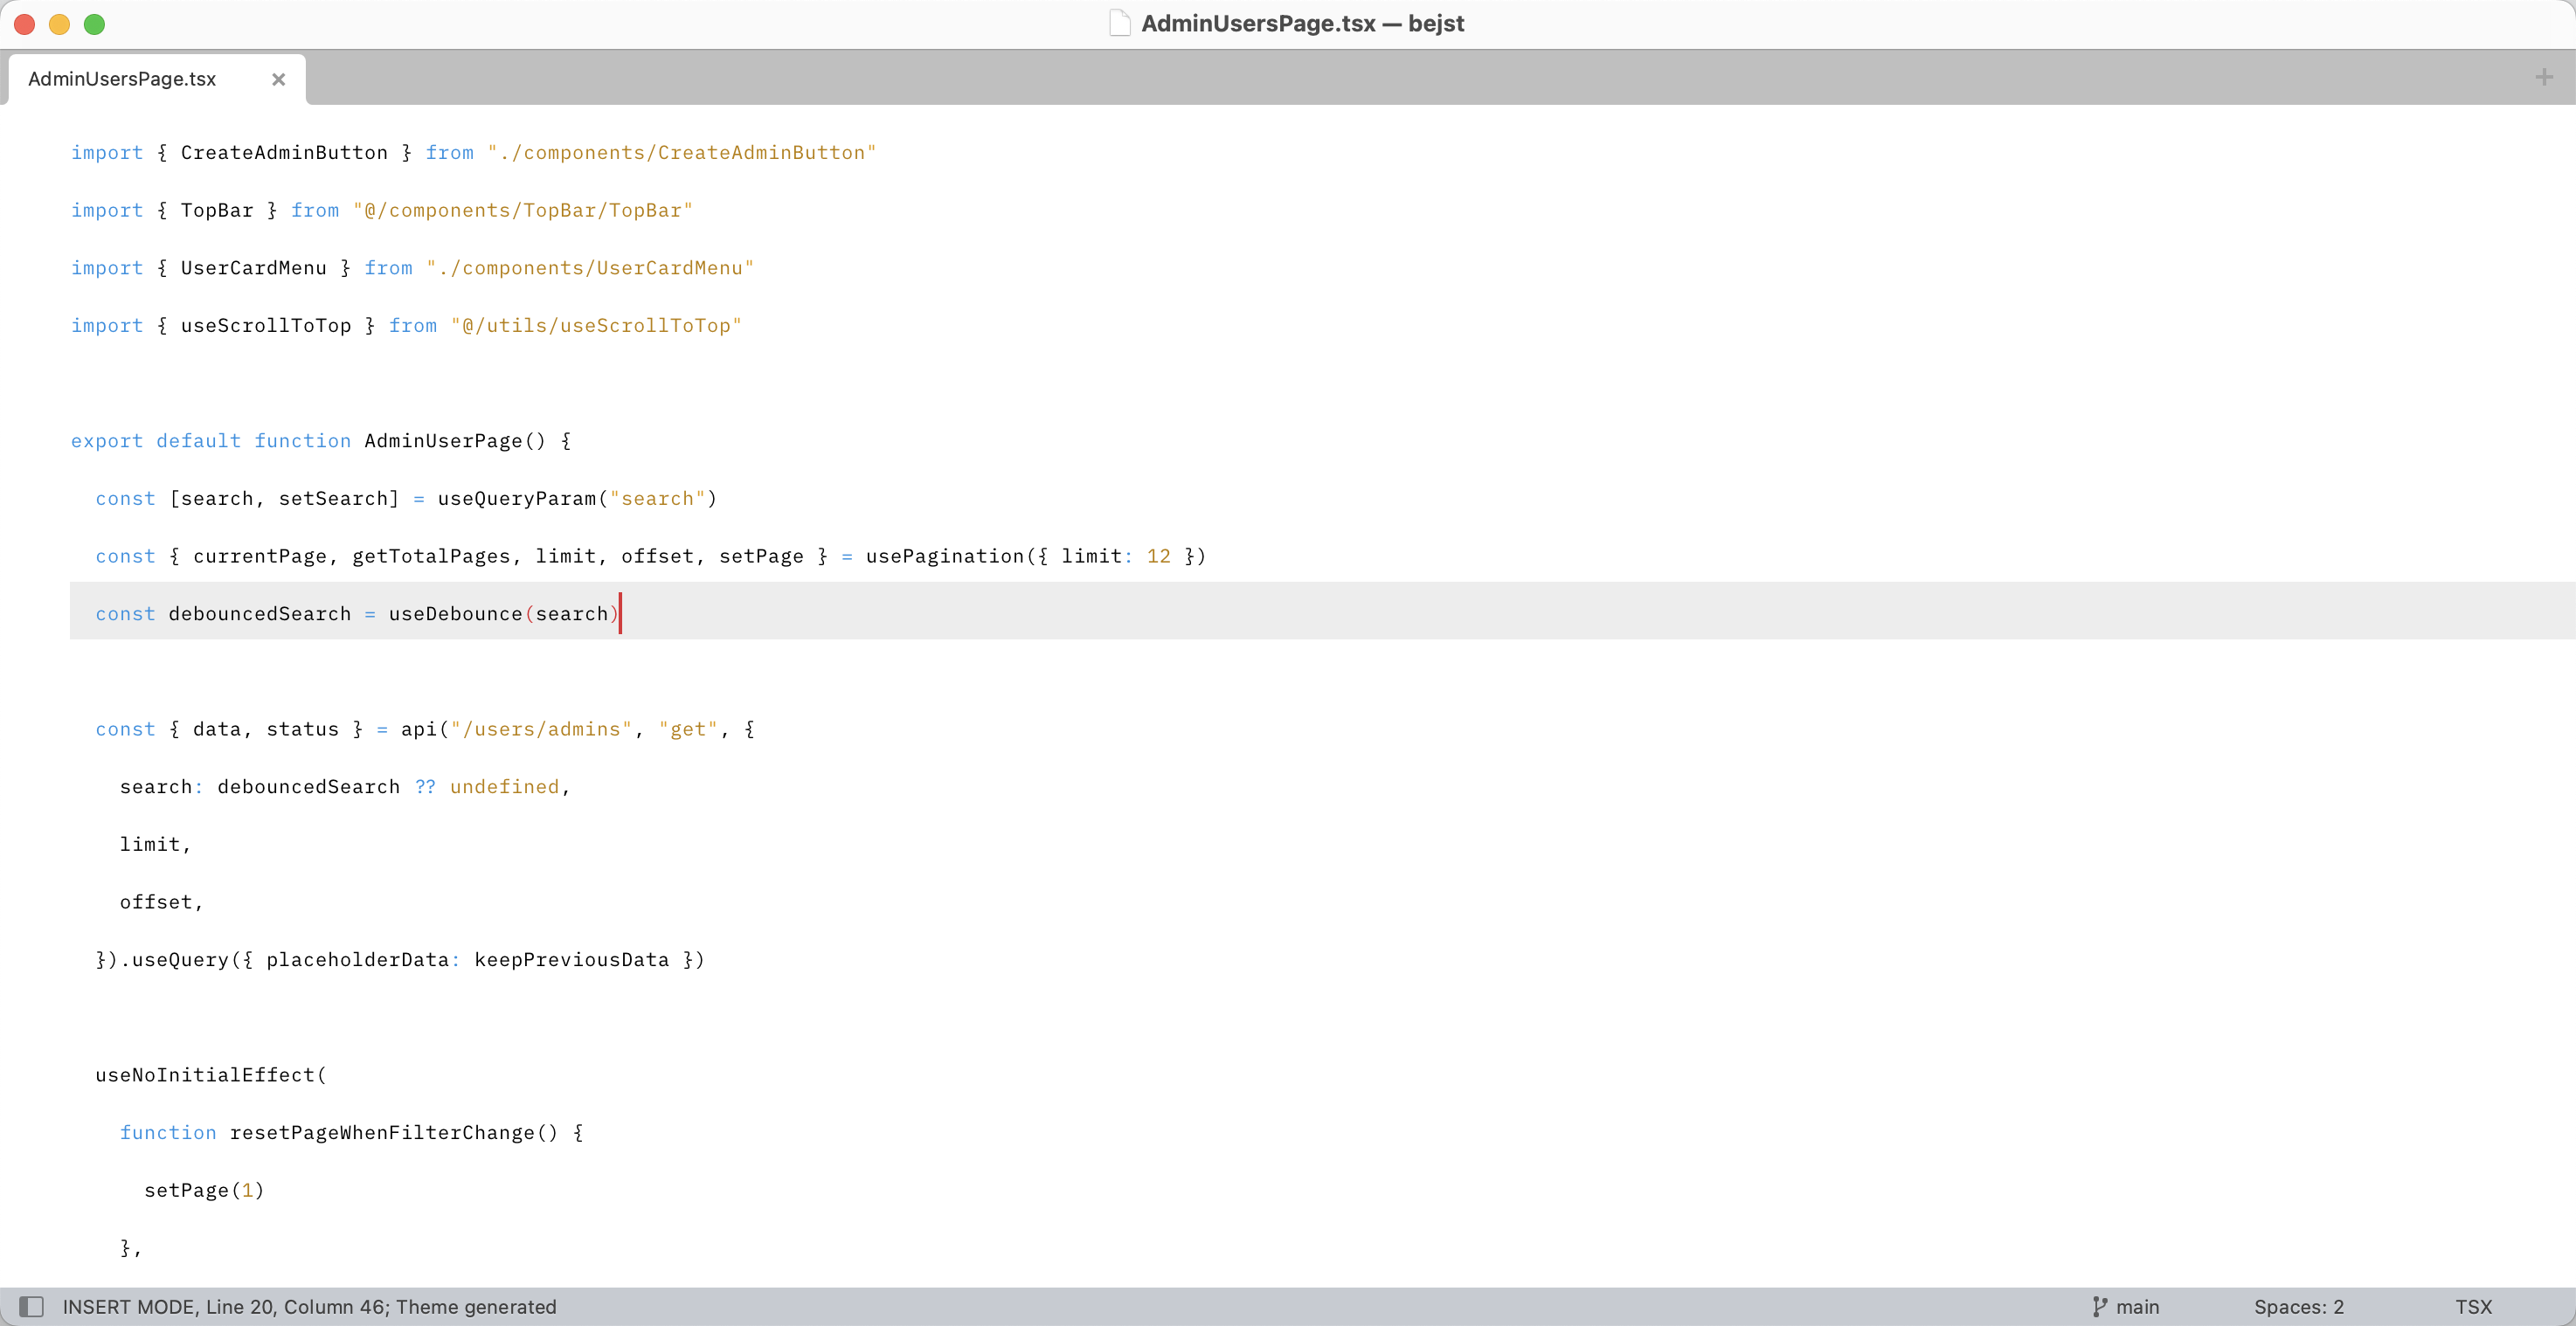 AdminUsersPage.tsx — bejst
AdminUsersPage.tsx
import { CreateAdminButton } from "./components/CreateAdminButton"
import { TopBar } from "@/components/TopBar/TopBar"
import { UserCardMenu } from "./components/UserCardMenu"
import { useScrollToTop } from "@/utils/useScrollToTop"
export default function AdminUserPage() {
const [search, setSearch] = useQueryParam("search")
const { currentPage, getTotalPages, limit, offset, setPage } = usePagination({ limit: 12 })
const debouncedSearch = useDebounce(search)
const { data, status } = api("/users/admins", "get", {
search: debouncedSearch ?? undefined,
limit,
offset,
}).useQuery({ placeholderData: keepPreviousData })
useNoInitialEffect(
function resetPageWhenFilterChange() {
setPage(1)
},
INSERT MODE, Line 20, Column 46; Theme generated
main
Spaces: 2
TSX